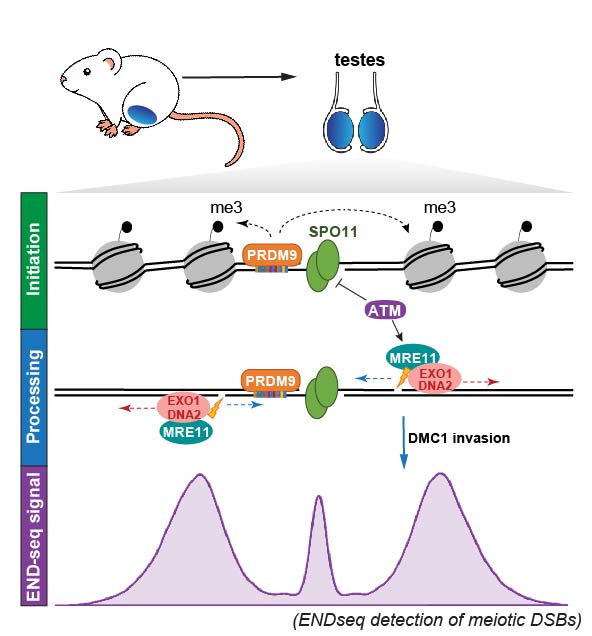 testes
Initiation
me3
me3
SPO11
PRDM9
ATM
Processing
MRE11
EXO1
DNA2
PRDM9
EXO1
DNA2
MRE11
DMC1 invasion
END-seq signal
(ENDseq detection of meiotic DSBs)